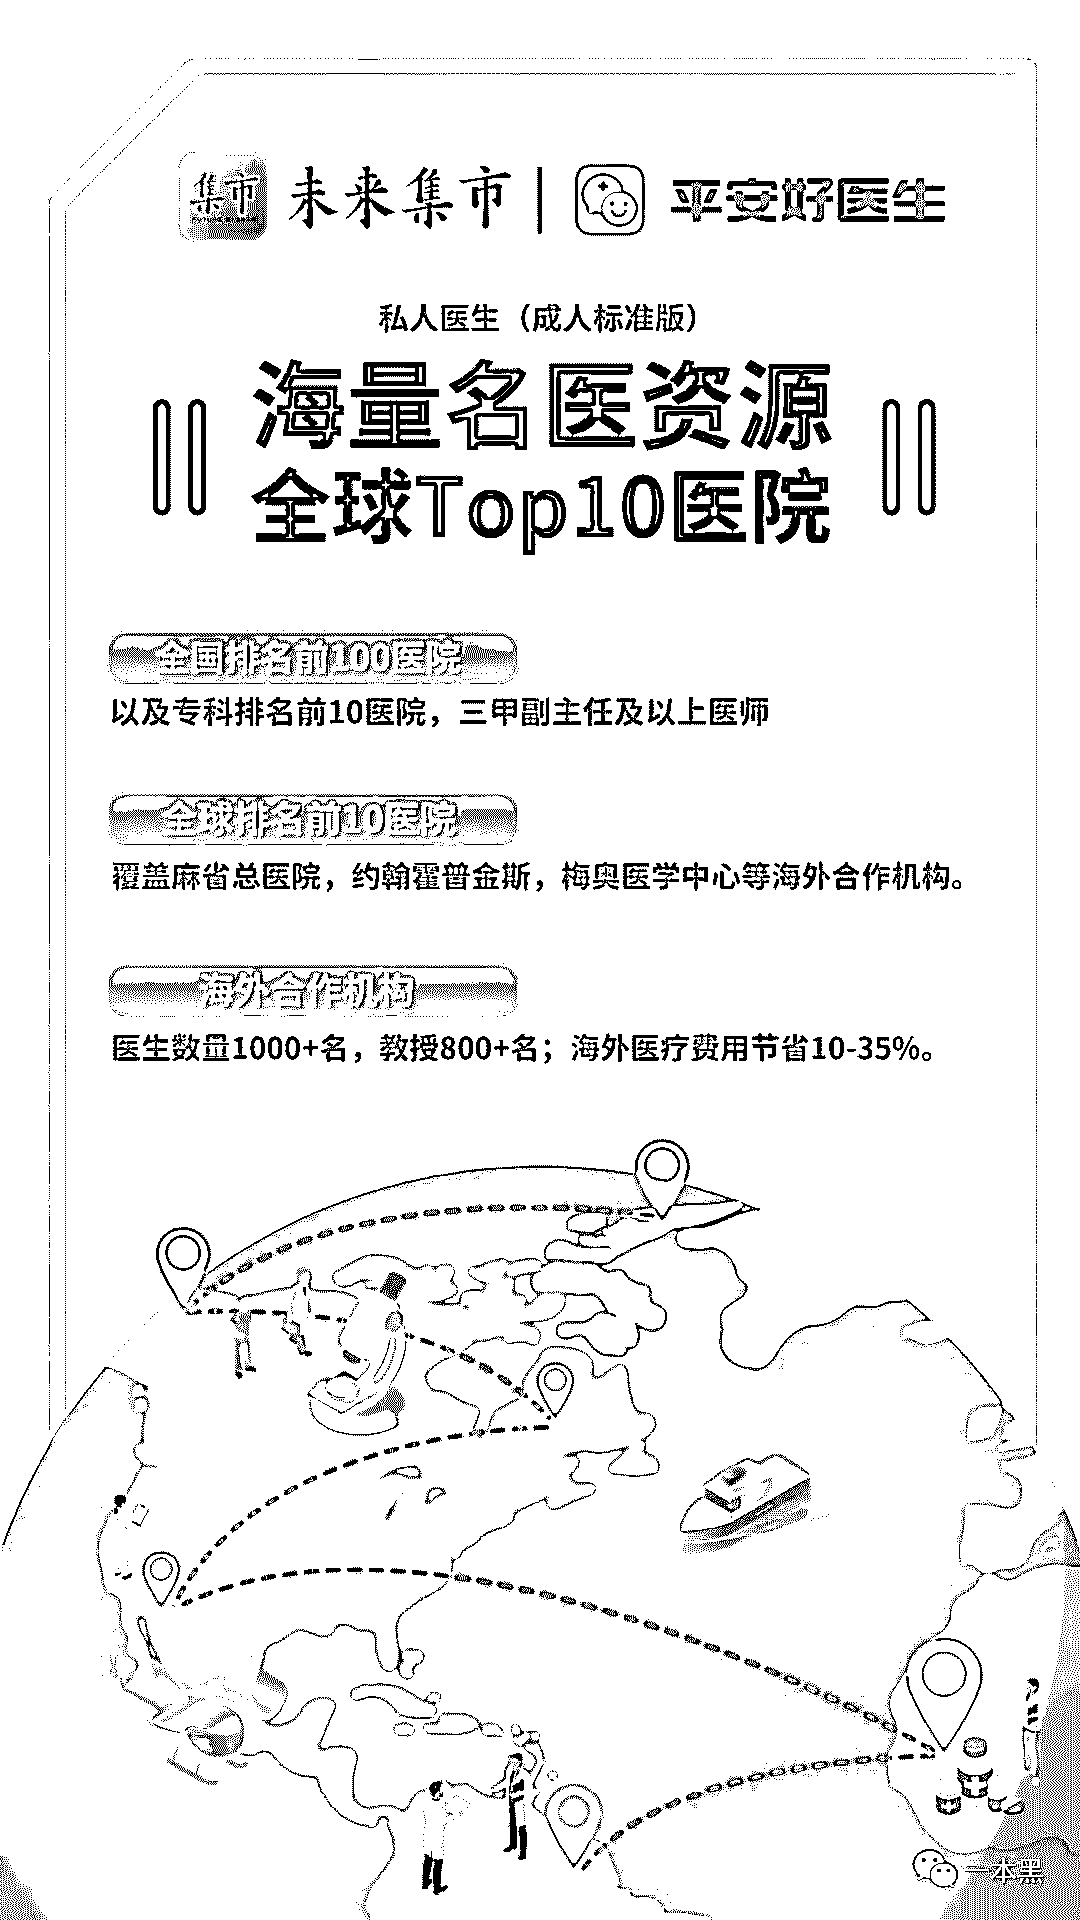 集市 未来集市 | 平安好医生
私人医生（成人标准版）
海量名医资源
全球Top10医院
全国排名前100医院
以及专科排名前10医院，三甲副主任及以上医师
全球排名前10医院
覆盖麻省总医院，约翰霍普金斯，梅奥医学中心等海外合作机构。
海外合作机构
医生数量1000+名，教授800+名；海外医疗费用节省10-35%。
一本黑